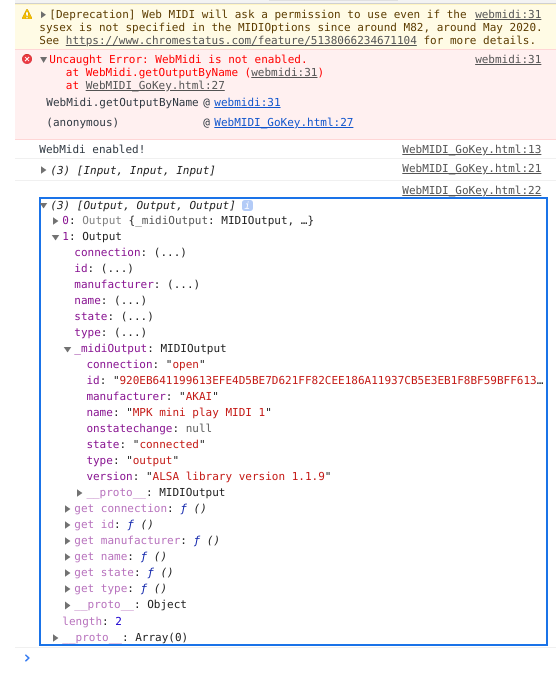 [Deprecation] Web MIDI will ask a permission to use even if the webmidi:31
sysex is not specified in the MIDIOptions since around M82, around May 2020.
See https://www.chromestatus.com/feature/5138066234671104 for more details.
Uncaught Error: WebMidi is not enabled. webmidi:31
at WebMidi.getOutputByName (webmidi:31)
at WebMIDI_GoKey.html:27
WebMidi.getOutputByName @ webmidi:31
(anonymous) @ WebMIDI_GoKey.html:27
WebMidi enabled! WebMIDI_GoKey.html:13
(3) [Input, Input, Input] WebMIDI_GoKey.html:21
WebMIDI_GoKey.html:22
(3) [Output, Output, Output] i
0: Output {_midiOutput: MIDIOutput, …}
1: Output
connection: (...)
id: (...)
manufacturer: (...)
name: (...)
state: (...)
type: (...)
_midiOutput: MIDIOutput
connection: "open"
id: "920EB641199613EFE4D5BE7D621FF82CEE186A11937CB5E3EB1F8BF59BFF613…
manufacturer: "AKAI"
name: "MPK mini play MIDI 1"
onstatechange: null
state: "connected"
type: "output"
version: "ALSA library version 1.1.9"
__proto__: MIDIOutput
get connection: ƒ ()
get id: ƒ ()
get manufacturer: ƒ ()
get name: ƒ ()
get state: ƒ ()
get type: ƒ ()
__proto__: Object
length: 2
__proto__: Array(0)